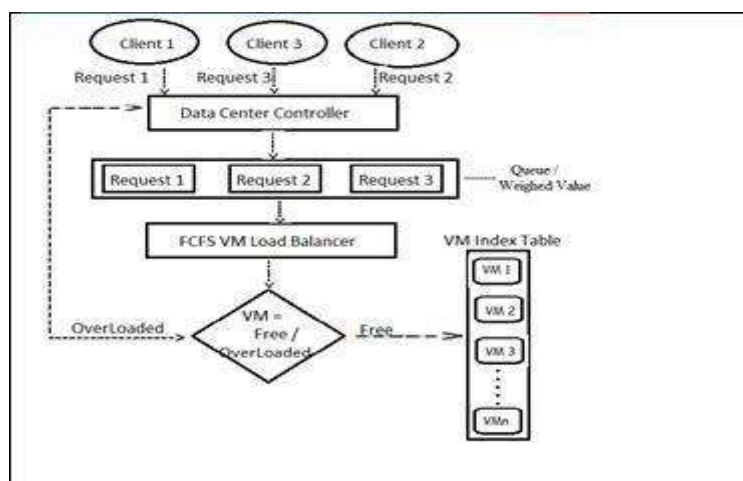 Client 1
Client 3
Client 2
Request 1
Request 3
Request 2
Data Center Controller
Request 1
Request 2
Request 3
Queue /
Weighed Value
FCFS VM Load Balancer
VM Index Table
VM 1
VM 2
VM 3
VMn
VM =
Free /
OverLoaded
OverLoaded
Free